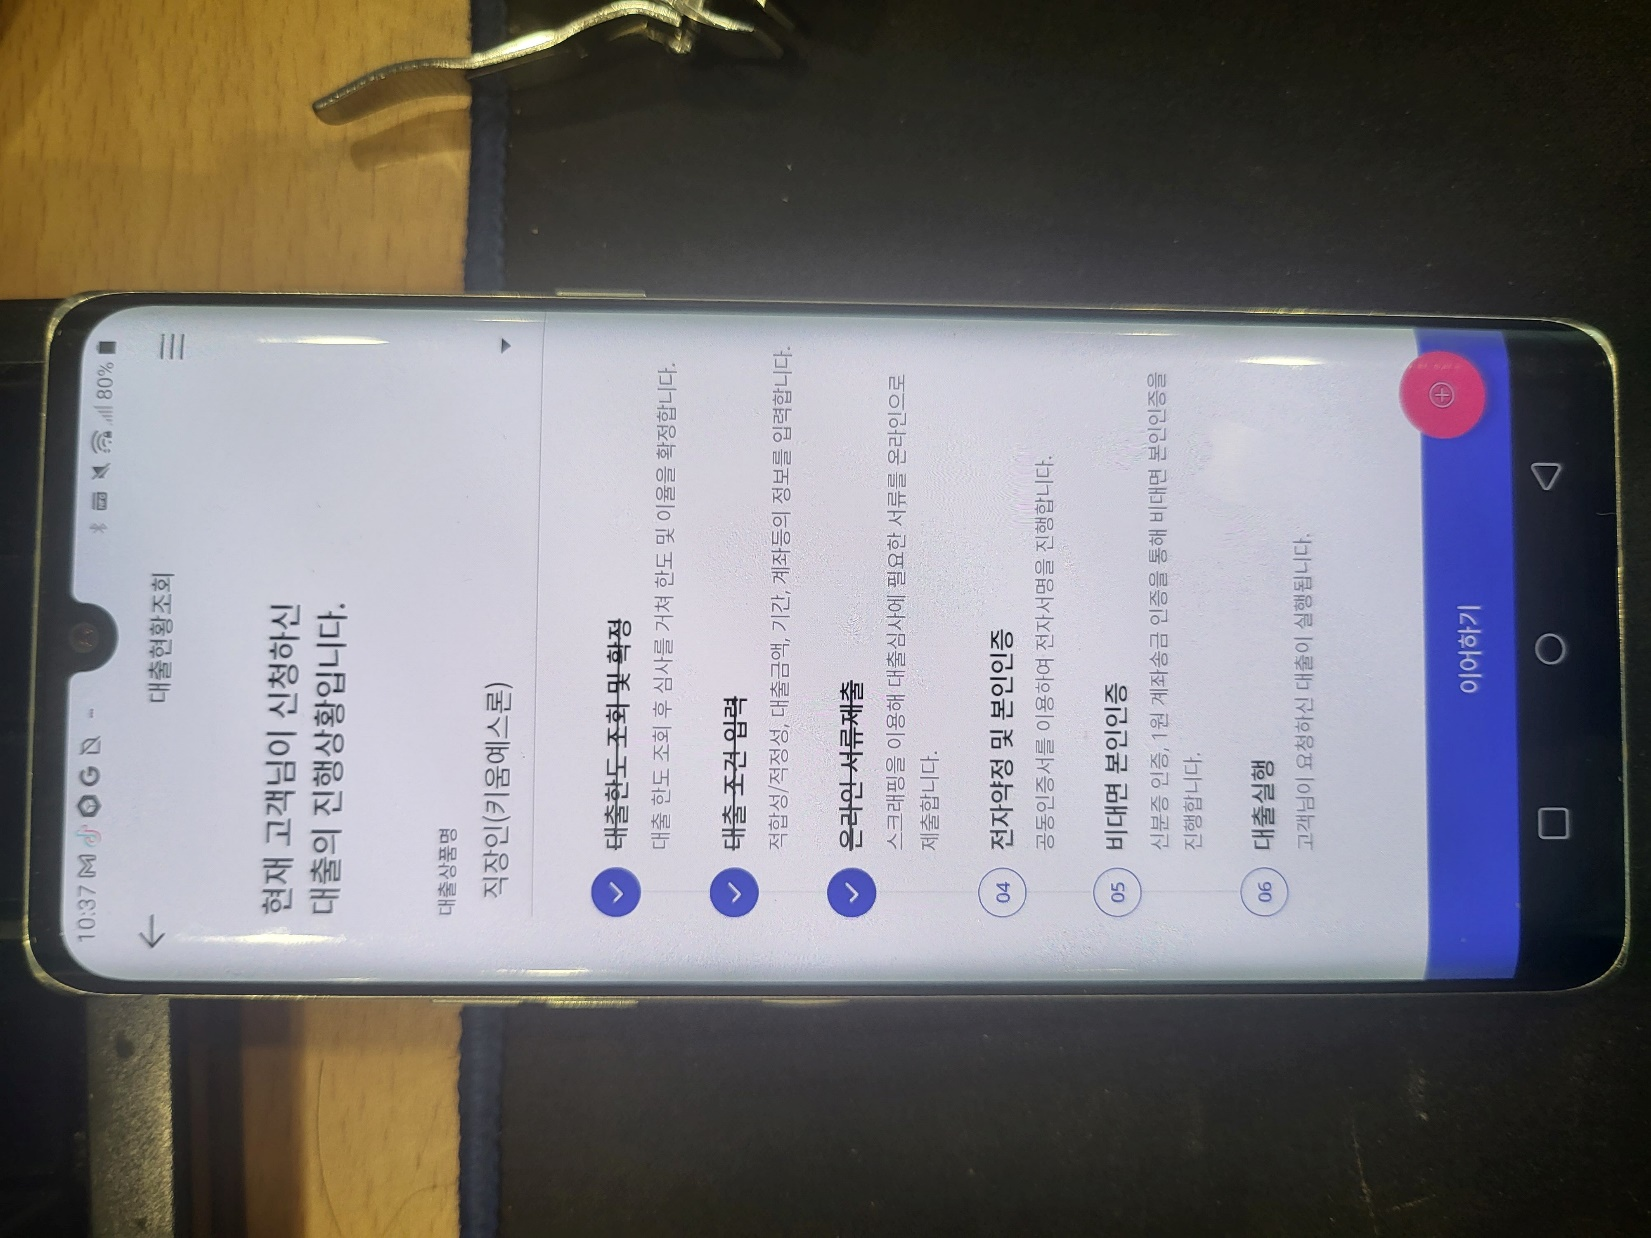 10:37
80%
대출현황조회
현재 고객님이 신청하신
대출의 진행상황입니다.
대출상품명
직장인(키움예스론)
대출한도 조회 및 확정
대출 한도 조회 후 심사를 거쳐 한도 및 이율을 확정합니다.
대출 조건 입력
적합성/적정성, 대출금액, 기간, 계좌등의 정보를 입력합니다.
온라인 서류제출
스크래핑을 이용해 대출심사에 필요한 서류를 온라인으로
제출합니다.
04 전자약정 및 본인인증
공동인증서를 이용하여 전자서명을 진행합니다.
05 비대면 본인인증
신분증 인증, 1원 계좌송금 인증을 통해 비대면 본인인증을
진행합니다.
06 대출실행
고객님이 요청하신 대출이 실행됩니다.
이어하기